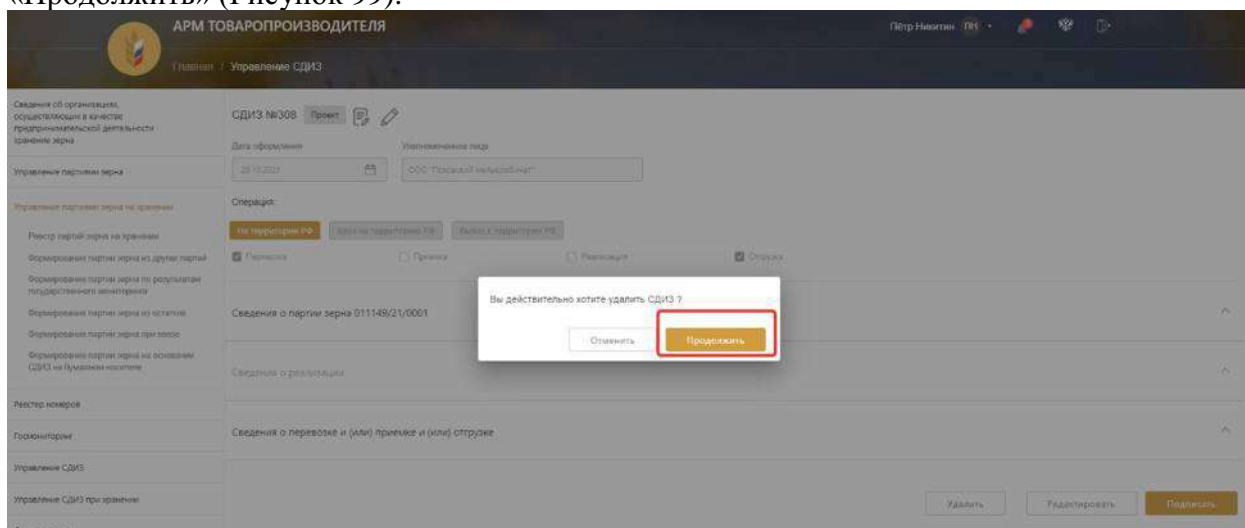 «Продолжить» (Рисунок 99).
АРМ ТОВАРОПРОИЗВОДИТЕЛЯ
Пётр Никитин ПН
Главная / Управление СДИЗ
Сведения об организациях,
осуществляющих в качестве
предпринимательской деятельности
хранение зерна
Управление партиями зерна
Управление партиями зерна на хранении
Реестр партий зерна на хранении
Формирование партии зерна из других партий
Формирование партии зерна по результатам
государственного мониторинга
Формирование партии зерна из остатков
Формирование партии зерна при ввозе
Формирование партии зерна на основании
СДИЗ на бумажном носителе
Реестр номеров
Госмониторинг
Управление СДИЗ
Управление СДИЗ при хранении
СДИЗ №308 Проект
Дата оформления Уполномоченное лицо
ООО
Операция:
На территории РФ Ввоз на территорию РФ Вывоз с территории РФ
Перевозка Приемка Реализация Отгрузка
Вы действительно хотите удалить СДИЗ ?
Отменить Продолжить
Сведения о партии зерна 011149/21/0001
Сведения о реализации
Сведения о перевозке и (или) приемке и (или) отгрузке
Удалить Редактировать Подписать